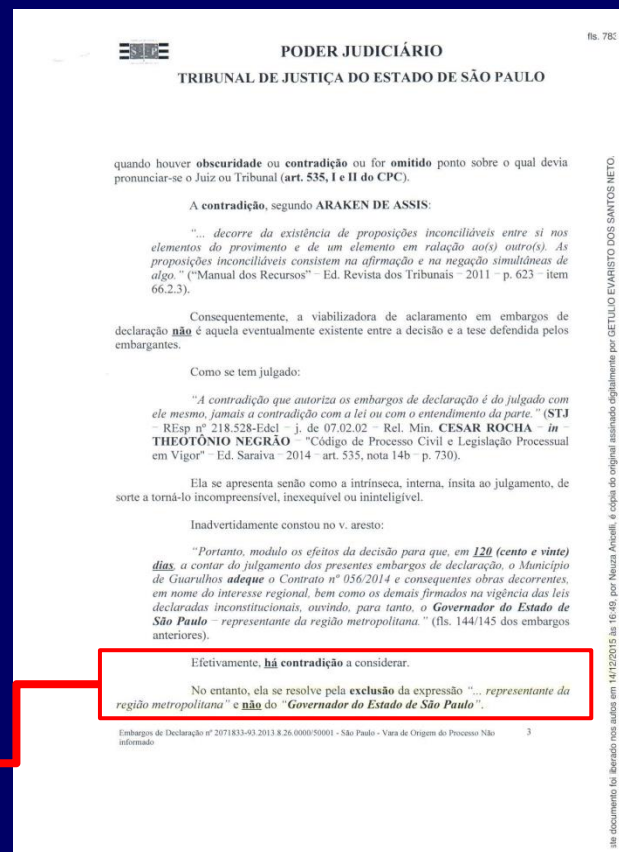 fls. 783
PODER JUDICIÁRIO
TRIBUNAL DE JUSTIÇA DO ESTADO DE SÃO PAULO
quando houver obscuridade ou contradição ou for omitido ponto sobre o qual devia
pronunciar-se o Juiz ou Tribunal (art. 535, I e II do CPC).
A contradição, segundo ARAKEN DE ASSIS:
"... decorre da existência de proposições inconciliáveis entre si nos
elementos do provimento e de um elemento em ralação ao(s) outro(s). As
proposições inconciliáveis consistem na afirmação e na negação simultâneas de
algo." ("Manual dos Recursos" – Ed. Revista dos Tribunais – 2011 – p. 623 – item
66.2.3).
Consequentemente, a viabilizadora de aclaramento em embargos de
declaração não é aquela eventualmente existente entre a decisão e a tese defendida pelos
embargantes.
Como se tem julgado:
"A contradição que autoriza os embargos de declaração é do julgado com
ele mesmo, jamais a contradição com a lei ou com o entendimento da parte." (STJ
– REsp nº 218.528-Edcl – j. de 07.02.02 – Rel. Min. CESAR ROCHA – in –
THEOTÔNIO NEGRÃO – "Código de Processo Civil e Legislação Processual
em Vigor" – Ed. Saraiva – 2014 – art. 535, nota 14b – p. 730).
Ela se apresenta senão como a intrínseca, interna, ínsita ao julgamento, de
sorte a torná-lo incompreensível, inexequível ou ininteligível.
Inadvertidamente constou no v. aresto:
"Portanto, modulo os efeitos da decisão para que, em 120 (cento e vinte)
dias, a contar do julgamento dos presentes embargos de declaração, o Município
de Guarulhos adeque o Contrato nº 056/2014 e consequentes obras decorrentes,
em nome do interesse regional, bem como os demais firmados na vigência das leis
declaradas inconstitucionais, ouvindo, para tanto, o Governador do Estado de
São Paulo – representante da região metropolitana." (fls. 144/145 dos embargos
anteriores).
Efetivamente, há contradição a considerar.
No entanto, ela se resolve pela exclusão da expressão "... representante da
região metropolitana" e não do "Governador do Estado de São Paulo".
Embargos de Declaração nº 2071833-93.2013.8.26.0000/50001 - São Paulo - Vara de Origem do Processo Não 3
informado
ste documento foi liberado nos autos em 14/12/2015 às 16:49, por Neuza Anicelli, é cópia do original assinado digitalmente por GETULIO EVARISTO DOS SANTOS NETO.